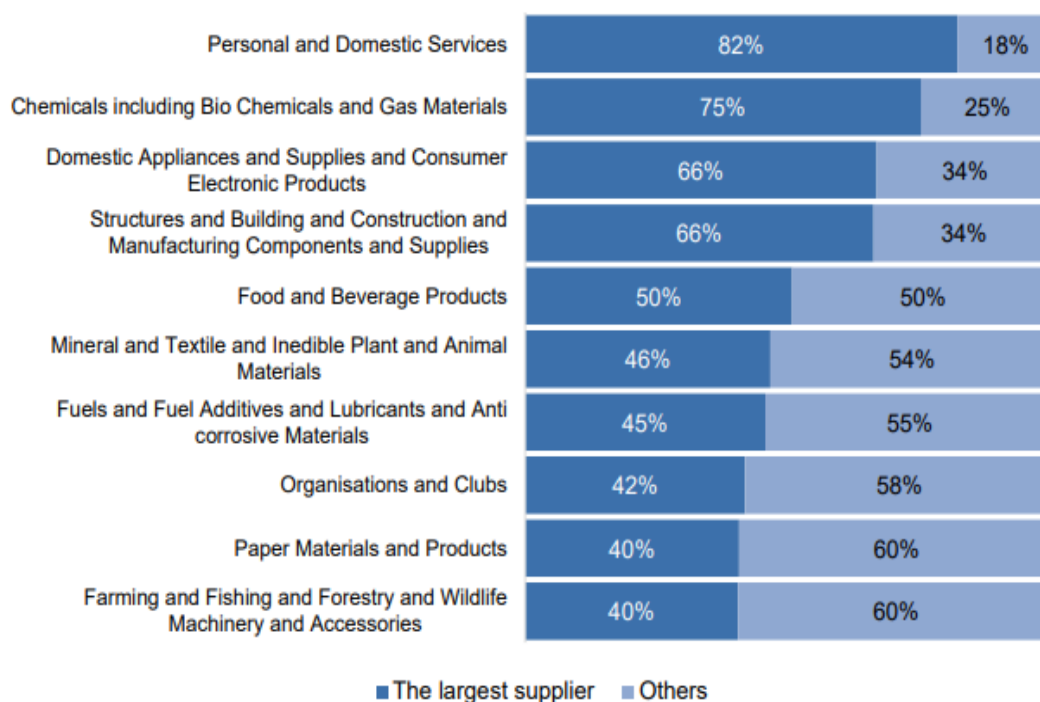 Personal and Domestic Services
82% 18%
Chemicals including Bio Chemicals and Gas Materials
75% 25%
Domestic Appliances and Supplies and Consumer
Electronic Products
66% 34%
Structures and Building and Construction and
Manufacturing Components and Supplies
66% 34%
Food and Beverage Products
50% 50%
Mineral and Textile and Inedible Plant and Animal
Materials
46% 54%
Fuels and Fuel Additives and Lubricants and Anti
corrosive Materials
45% 55%
Organisations and Clubs
42% 58%
Paper Materials and Products
40% 60%
Farming and Fishing and Forestry and Wildlife
Machinery and Accessories
40% 60%
The largest supplier Others